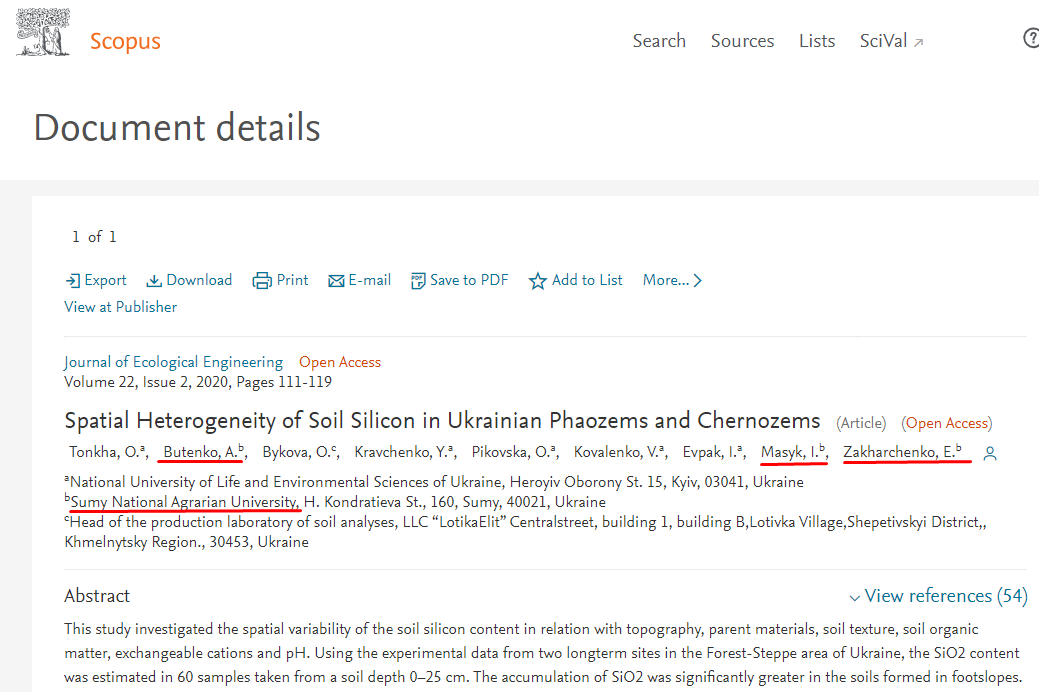 Scopus
Search Sources Lists SciVal ↗ ?
Document details
1 of 1
Export Download Print E-mail Save to PDF Add to List More... >
View at Publisher
Journal of Ecological Engineering Open Access
Volume 22, Issue 2, 2020, Pages 111-119
Spatial Heterogeneity of Soil Silicon in Ukrainian Phaozems and Chernozems (Article) (Open Access)
Tonkha, O.ᵃ, Butenko, A.ᵇ, Bykova, O.ᶜ, Kravchenko, Y.ᵃ, Pikovska, O.ᵃ, Kovalenko, V.ᵃ, Evpak, I.ᵃ, Masyk, I.ᵇ, Zakharchenko, E.ᵇ
ᵃNational University of Life and Environmental Sciences of Ukraine, Heroyiv Oborony St. 15, Kyiv, 03041, Ukraine
ᵇSumy National Agrarian University, H. Kondratieva St., 160, Sumy, 40021, Ukraine
ᶜHead of the production laboratory of soil analyses, LLC “LotikaElit” Centralstreet, building 1, building B,Lotivka Village,Shepetivskyi District,,
Khmelnytsky Region., 30453, Ukraine
Abstract View references (54)
This study investigated the spatial variability of the soil silicon content in relation with topography, parent materials, soil texture, soil organic
matter, exchangeable cations and pH. Using the experimental data from two longterm sites in the Forest-Steppe area of Ukraine, the SiO2 content
was estimated in 60 samples taken from a soil depth 0–25 cm. The accumulation of SiO2 was significantly greater in the soils formed in footslopes.